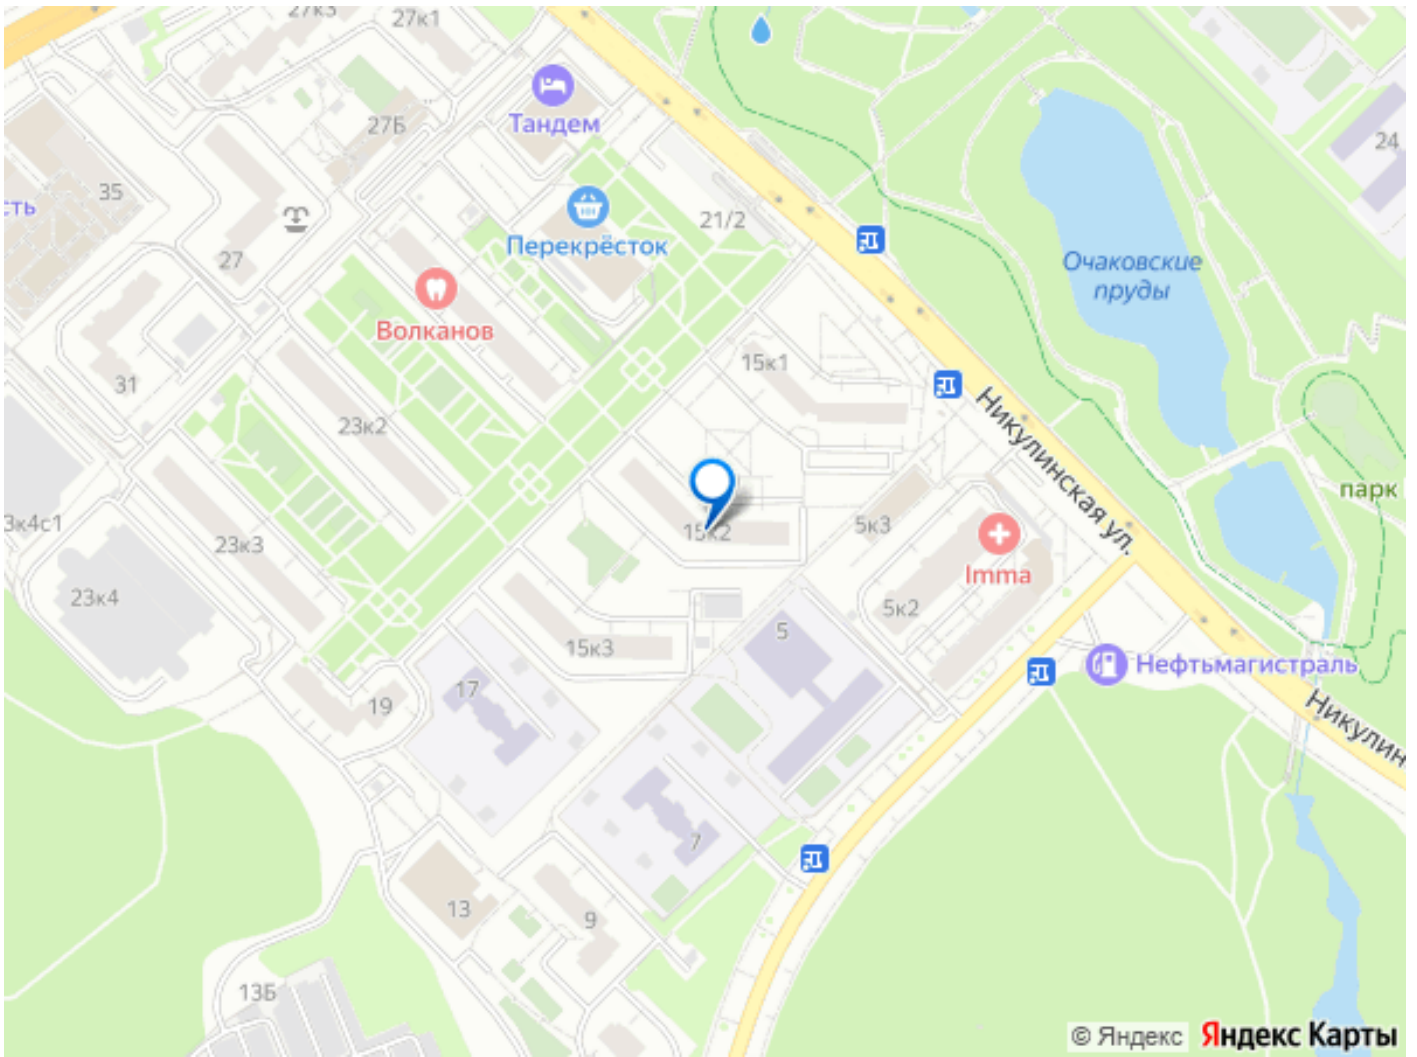 27к3
27к1
27Б
Тандем
24
35
сть
21/2
Перекрёсток
27
Очаковские
пруды
Волканов
15к1
31
23к2
Никулинская ул.
парк
3к4с1
15к2
5к3
23к3
Imma
23к4
5к2
5
15к3
Нефтьмагистраль
17
19
Никулин
7
13
9
13Б
© Яндекс Яндекс Карты